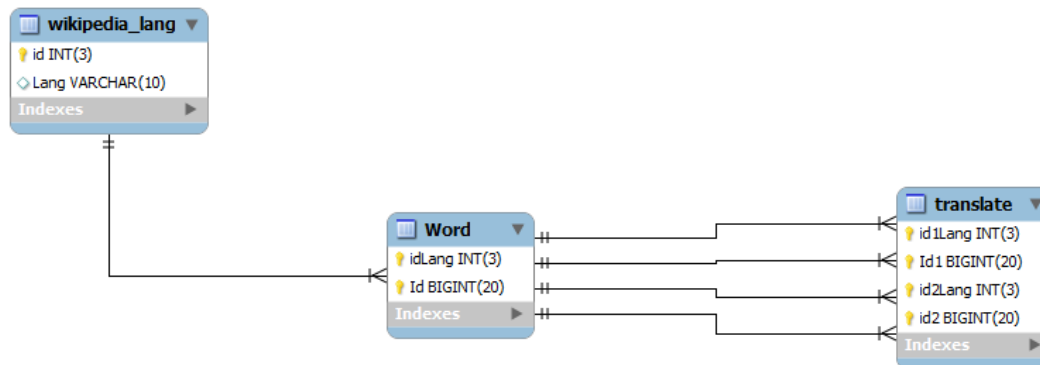 wikipedia_lang
id INT(3)
Lang VARCHAR(10)
Indexes
Word
idLang INT(3)
Id BIGINT(20)
Indexes
translate
id1Lang INT(3)
Id1 BIGINT(20)
id2Lang INT(3)
id2 BIGINT(20)
Indexes